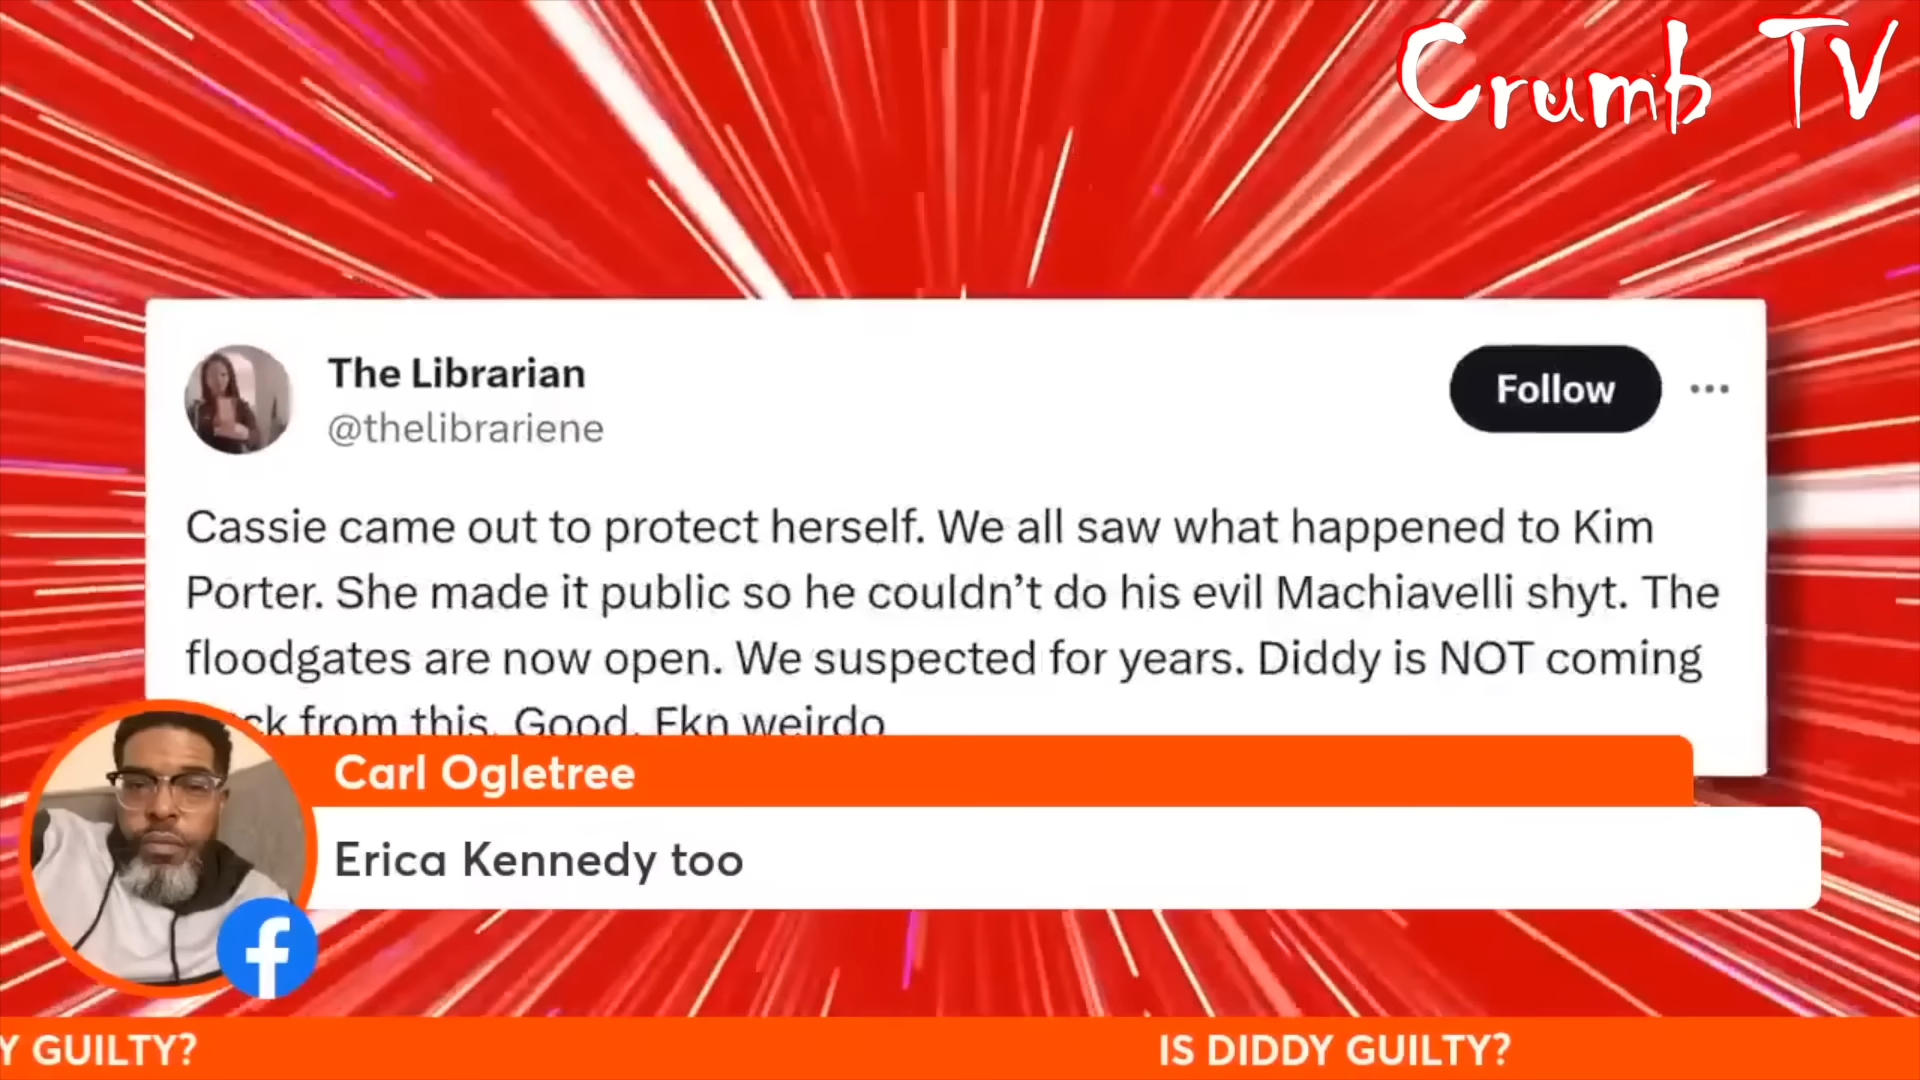 Crumb TV
The Librarian
@thelibrariene
Follow
Cassie came out to protect herself. We all saw what happened to Kim
Porter. She made it public so he couldn't do his evil Machiavelli shyt. The
floodgates are now open. We suspected for years. Diddy is NOT coming
from this. Good. Fkn weirdo
Carl Ogletree
Erica Kennedy too
Y GUILTY? IS DIDDY GUILTY?